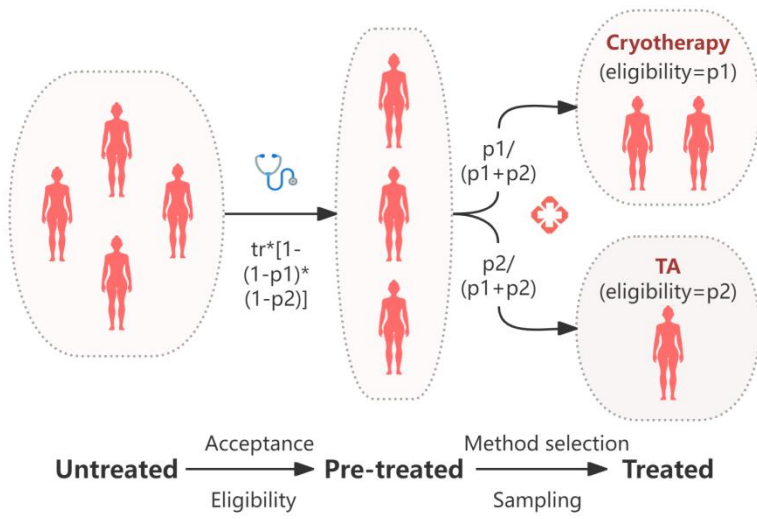 Cryotherapy
(eligibility=p1)
p1/
(p1+p2)
tr*[1-
(1-p1)*
(1-p2)]
p2/
(p1+p2)
TA
(eligibility=p2)
Acceptance
Method selection
Untreated
Pre-treated
Treated
Eligibility
Sampling